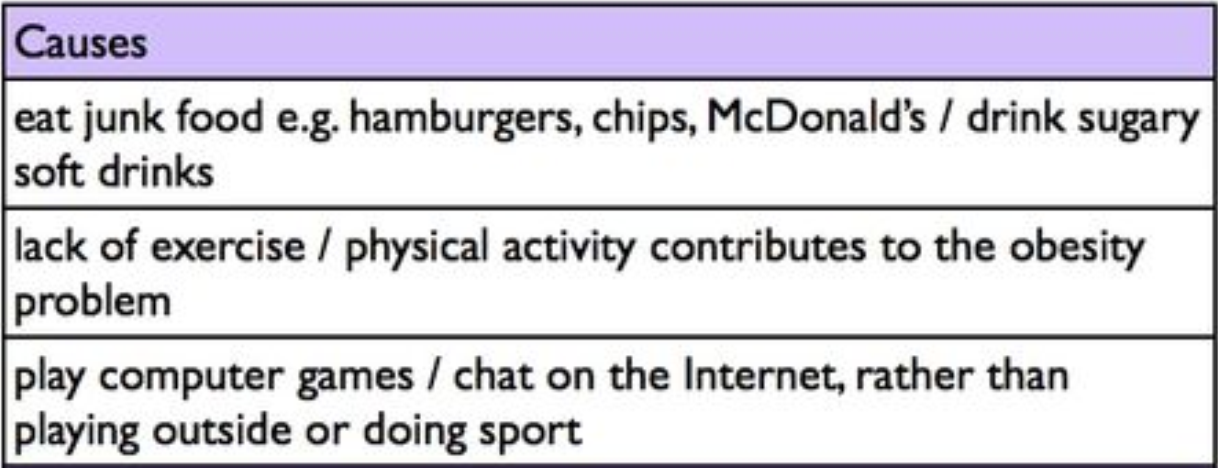 Causes
eat junk food e.g. hamburgers, chips, McDonald's / drink sugary
soft drinks
lack of exercise / physical activity contributes to the obesity
problem
play computer games / chat on the Internet, rather than
playing outside or doing sport